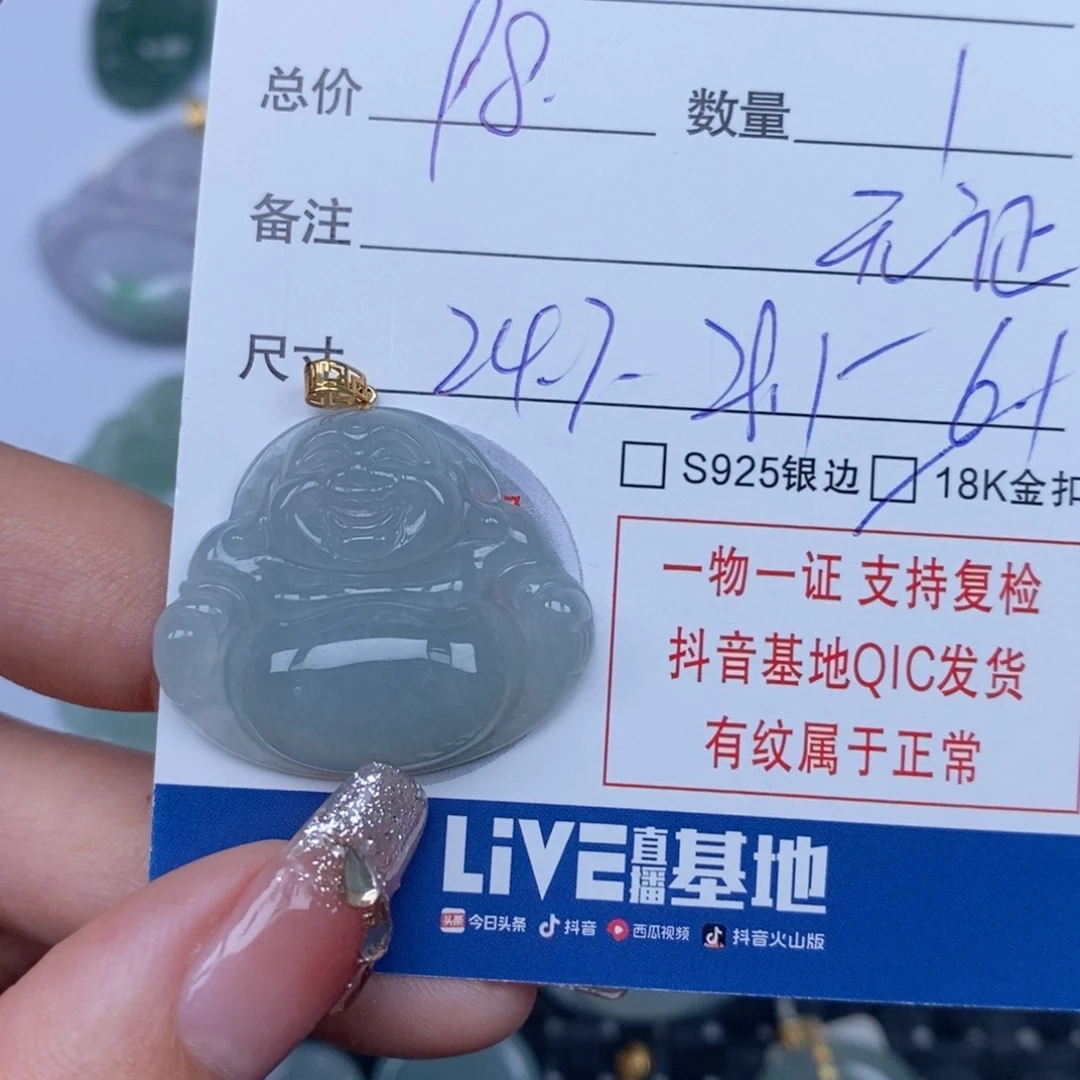 总价 18. 数量 1
备注 无证
尺寸 24.7-28.1-6.1
S925银边 18K金扣
一物一证 支持复检
抖音基地QIC发货
有纹属于正常
LiVE直播基地
头条 今日头条 抖音 西瓜视频 抖音火山版